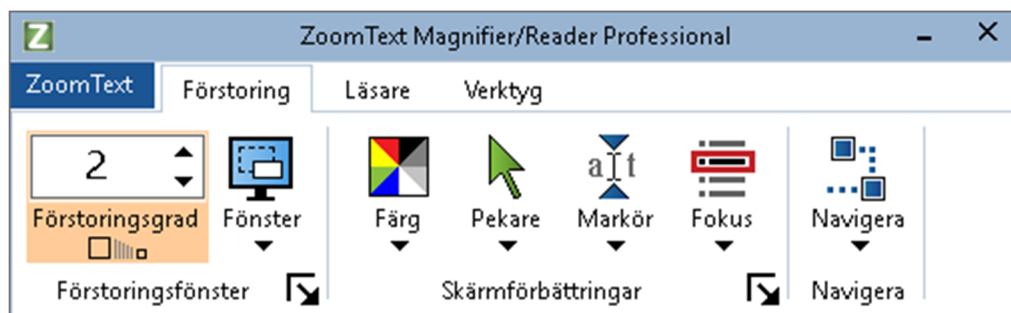 ZoomText Magnifier/Reader Professional
ZoomText Förstoring Läsare Verktyg
2
Förstoringsgrad Fönster Färg Pekare Markör Fokus Navigera
Förstoringsfönster Skärmförbättringar Navigera